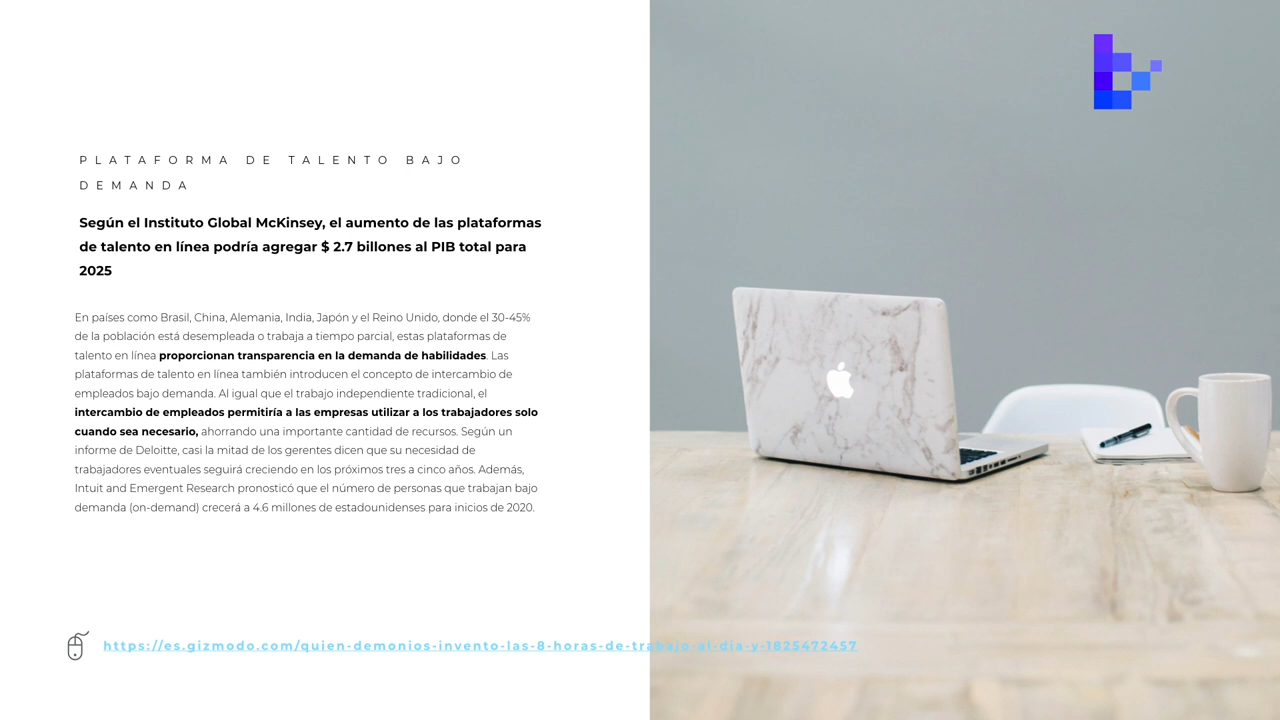 PLATAFORMA DE TALENTO BAJO
DEMANDA
Según el Instituto Global McKinsey, el aumento de las plataformas
de talento en línea podría agregar $ 2.7 billones al PIB total para
2025
En países como Brasil, China, Alemania, India, Japón y el Reino Unido, donde el 30-45%
de la población está desempleada o trabaja a tiempo parcial, estas plataformas de
talento en línea proporcionan transparencia en la demanda de habilidades. Las
plataformas de talento en línea también introducen el concepto de intercambio de
empleados bajo demanda. Al igual que el trabajo independiente tradicional, el
intercambio de empleados permitiría a las empresas utilizar a los trabajadores solo
cuando sea necesario, ahorrando una importante cantidad de recursos. Según un
informe de Deloitte, casi la mitad de los gerentes dicen que su necesidad de
trabajadores eventuales seguirá creciendo en los próximos tres a cinco años. Además,
Intuit and Emergent Research pronosticó que el número de personas que trabajan bajo
demanda (on-demand) crecerá a 4.6 millones de estadounidenses para inicios de 2020.
https://es.gizmodo.com/quien-demonios-invento-las-8-horas-de-trabajo-al-dia-y-1825472457